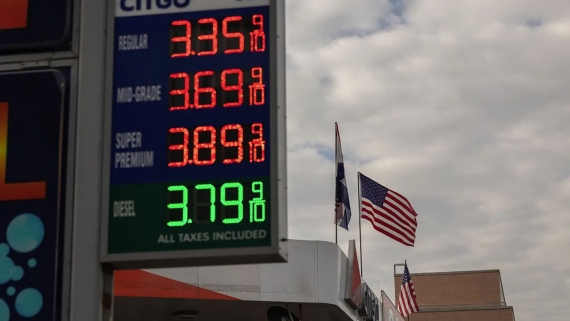 CITGO
REGULAR 3.35 9/10
MID-GRADE 3.69 9/10
SUPER PREMIUM 3.89 9/10
DIESEL 3.79 9/10
ALL TAXES INCLUDED